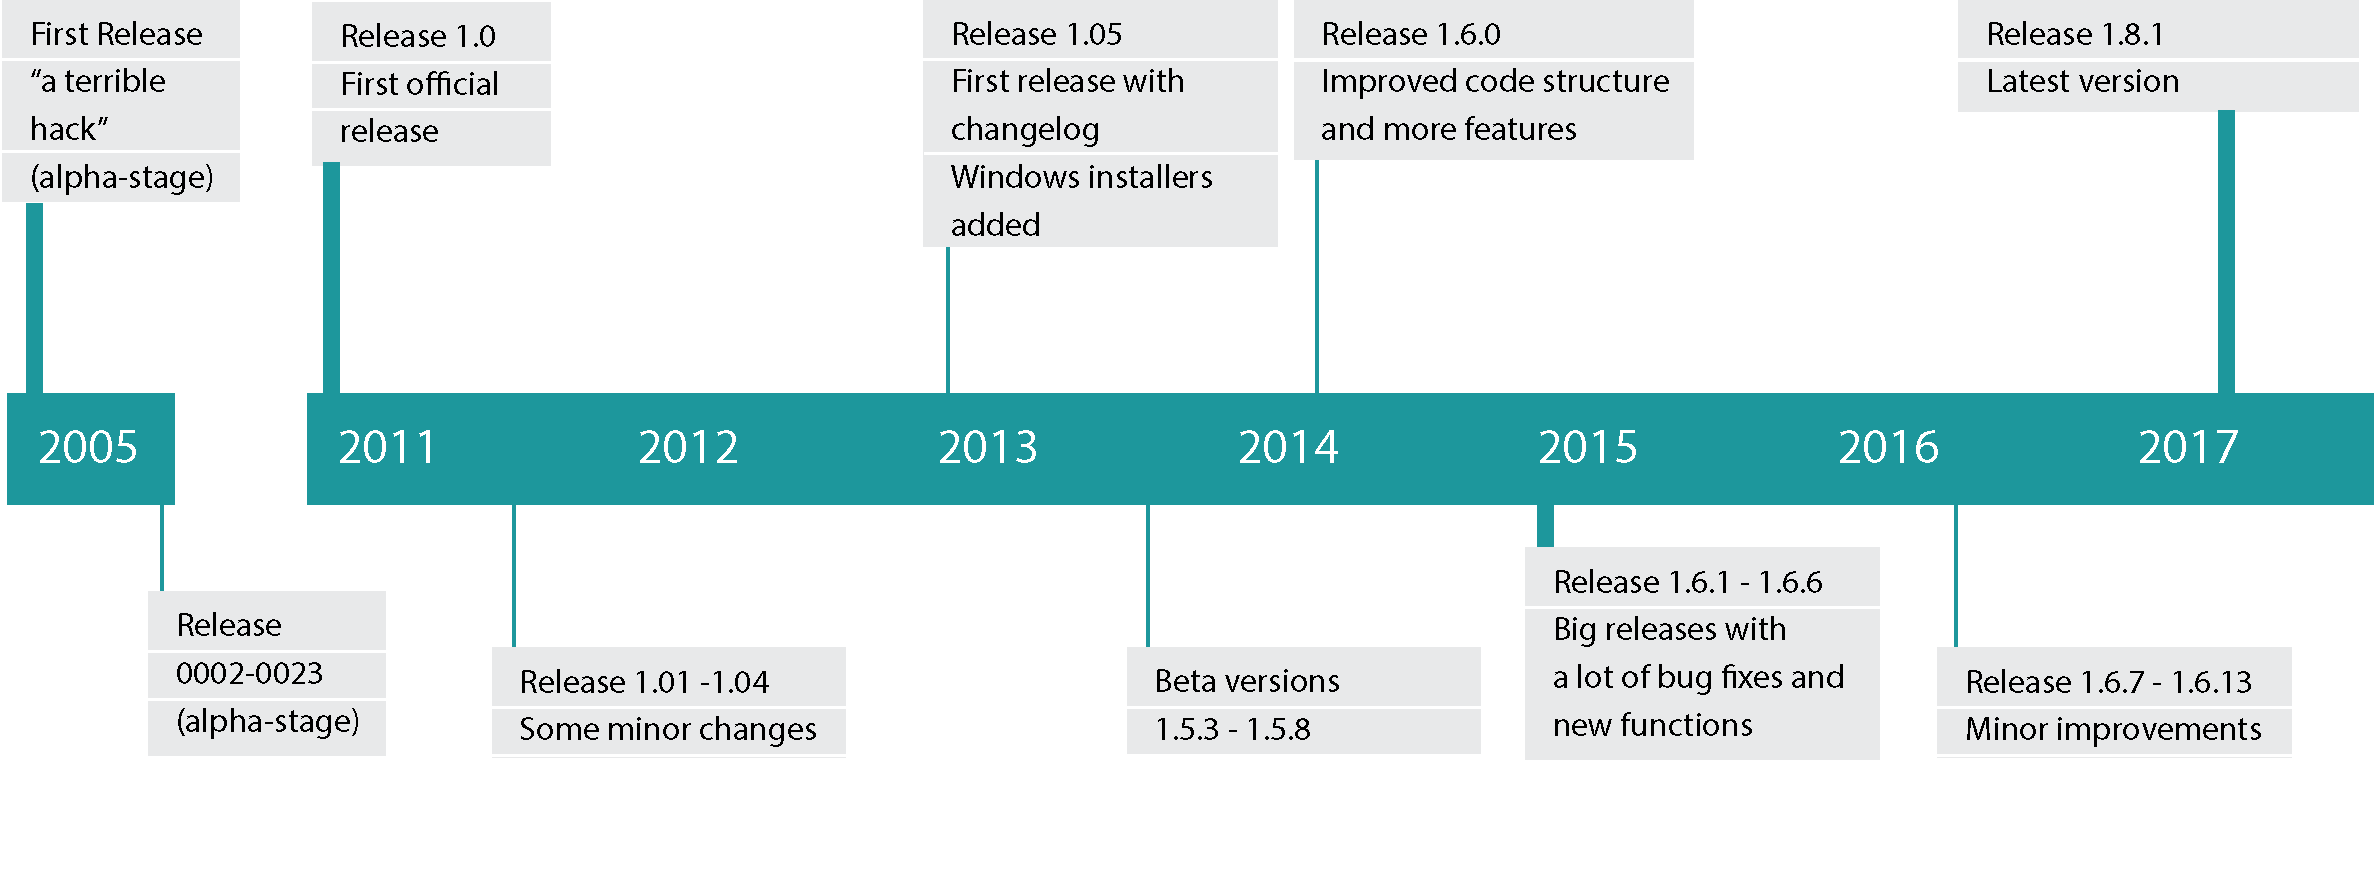 First Release
“a terrible
hack”
(alpha-stage)
Release 1.0
First official
release
Release 1.05
First release with
changelog
Windows installers
added
Release 1.6.0
Improved code structure
and more features
Release 1.8.1
Latest version
2005
2011
2012
2013
2014
2015
2016
2017
Release
0002-0023
(alpha-stage)
Release 1.01 -1.04
Some minor changes
Beta versions
1.5.3 - 1.5.8
Release 1.6.1 - 1.6.6
Big releases with
a lot of bug fixes and
new functions
Release 1.6.7 - 1.6.13
Minor improvements